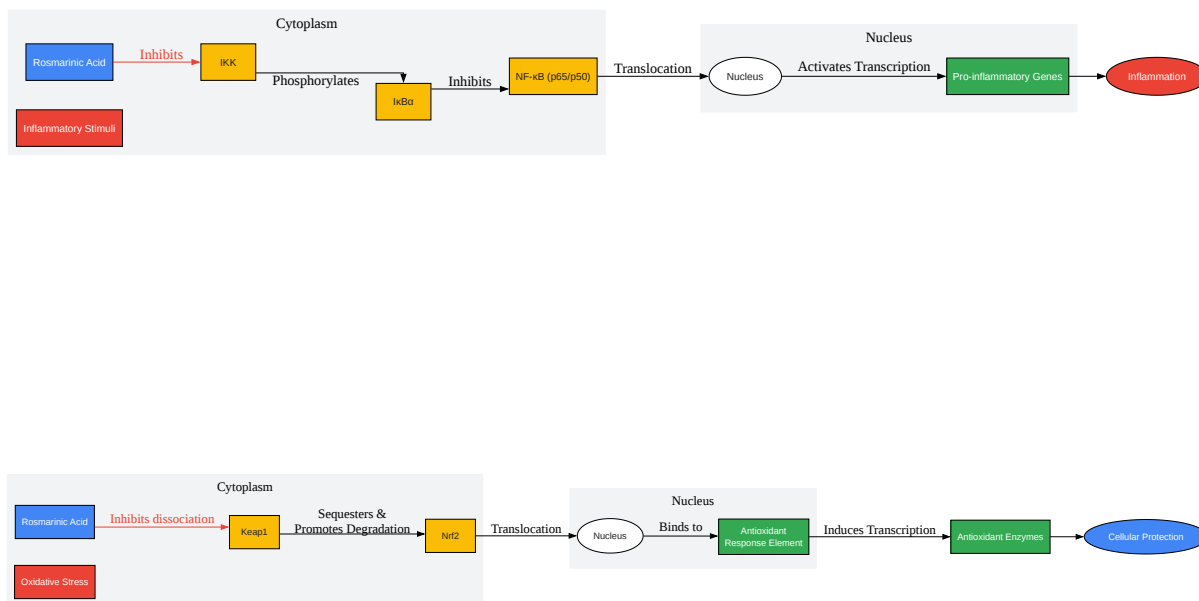 Cytoplasm
Rosmarinic Acid
Inhibits
IKK
Phosphorylates
IκBα
Inhibits
NF-κB (p65/p50)
Inflammatory Stimuli
Translocation
Nucleus
Nucleus
Activates Transcription
Pro-inflammatory Genes
Inflammation
Cytoplasm
Rosmarinic Acid
Inhibits dissociation
Keap1
Sequesters &
Promotes Degradation
Nrf2
Oxidative Stress
Translocation
Nucleus
Nucleus
Binds to
Antioxidant
Response Element
Induces Transcription
Antioxidant Enzymes
Cellular Protection